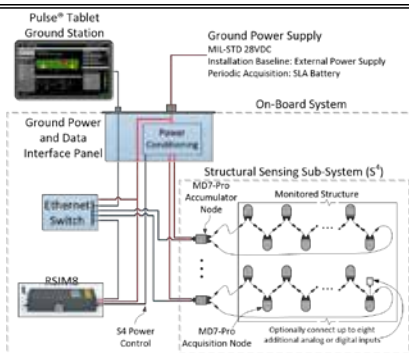 Pulse® Tablet
Ground Station
Ground Power Supply
MIL-STD 28VDC
Installation Baseline: External Power Supply
Periodic Acquisition: SLA Battery
On-Board System
Ground Power
and Data
Interface Panel
Power
Conditioning
Structural Sensing Sub-System (S⁴)
MD7-Pro
Accumulator
Node
Monitored Structure
Ethernet
Switch
RSIM8
S4 Power
Control
MD7-Pro
Acquisition Node
Optionally connect up to eight
additional analog or digital inputs